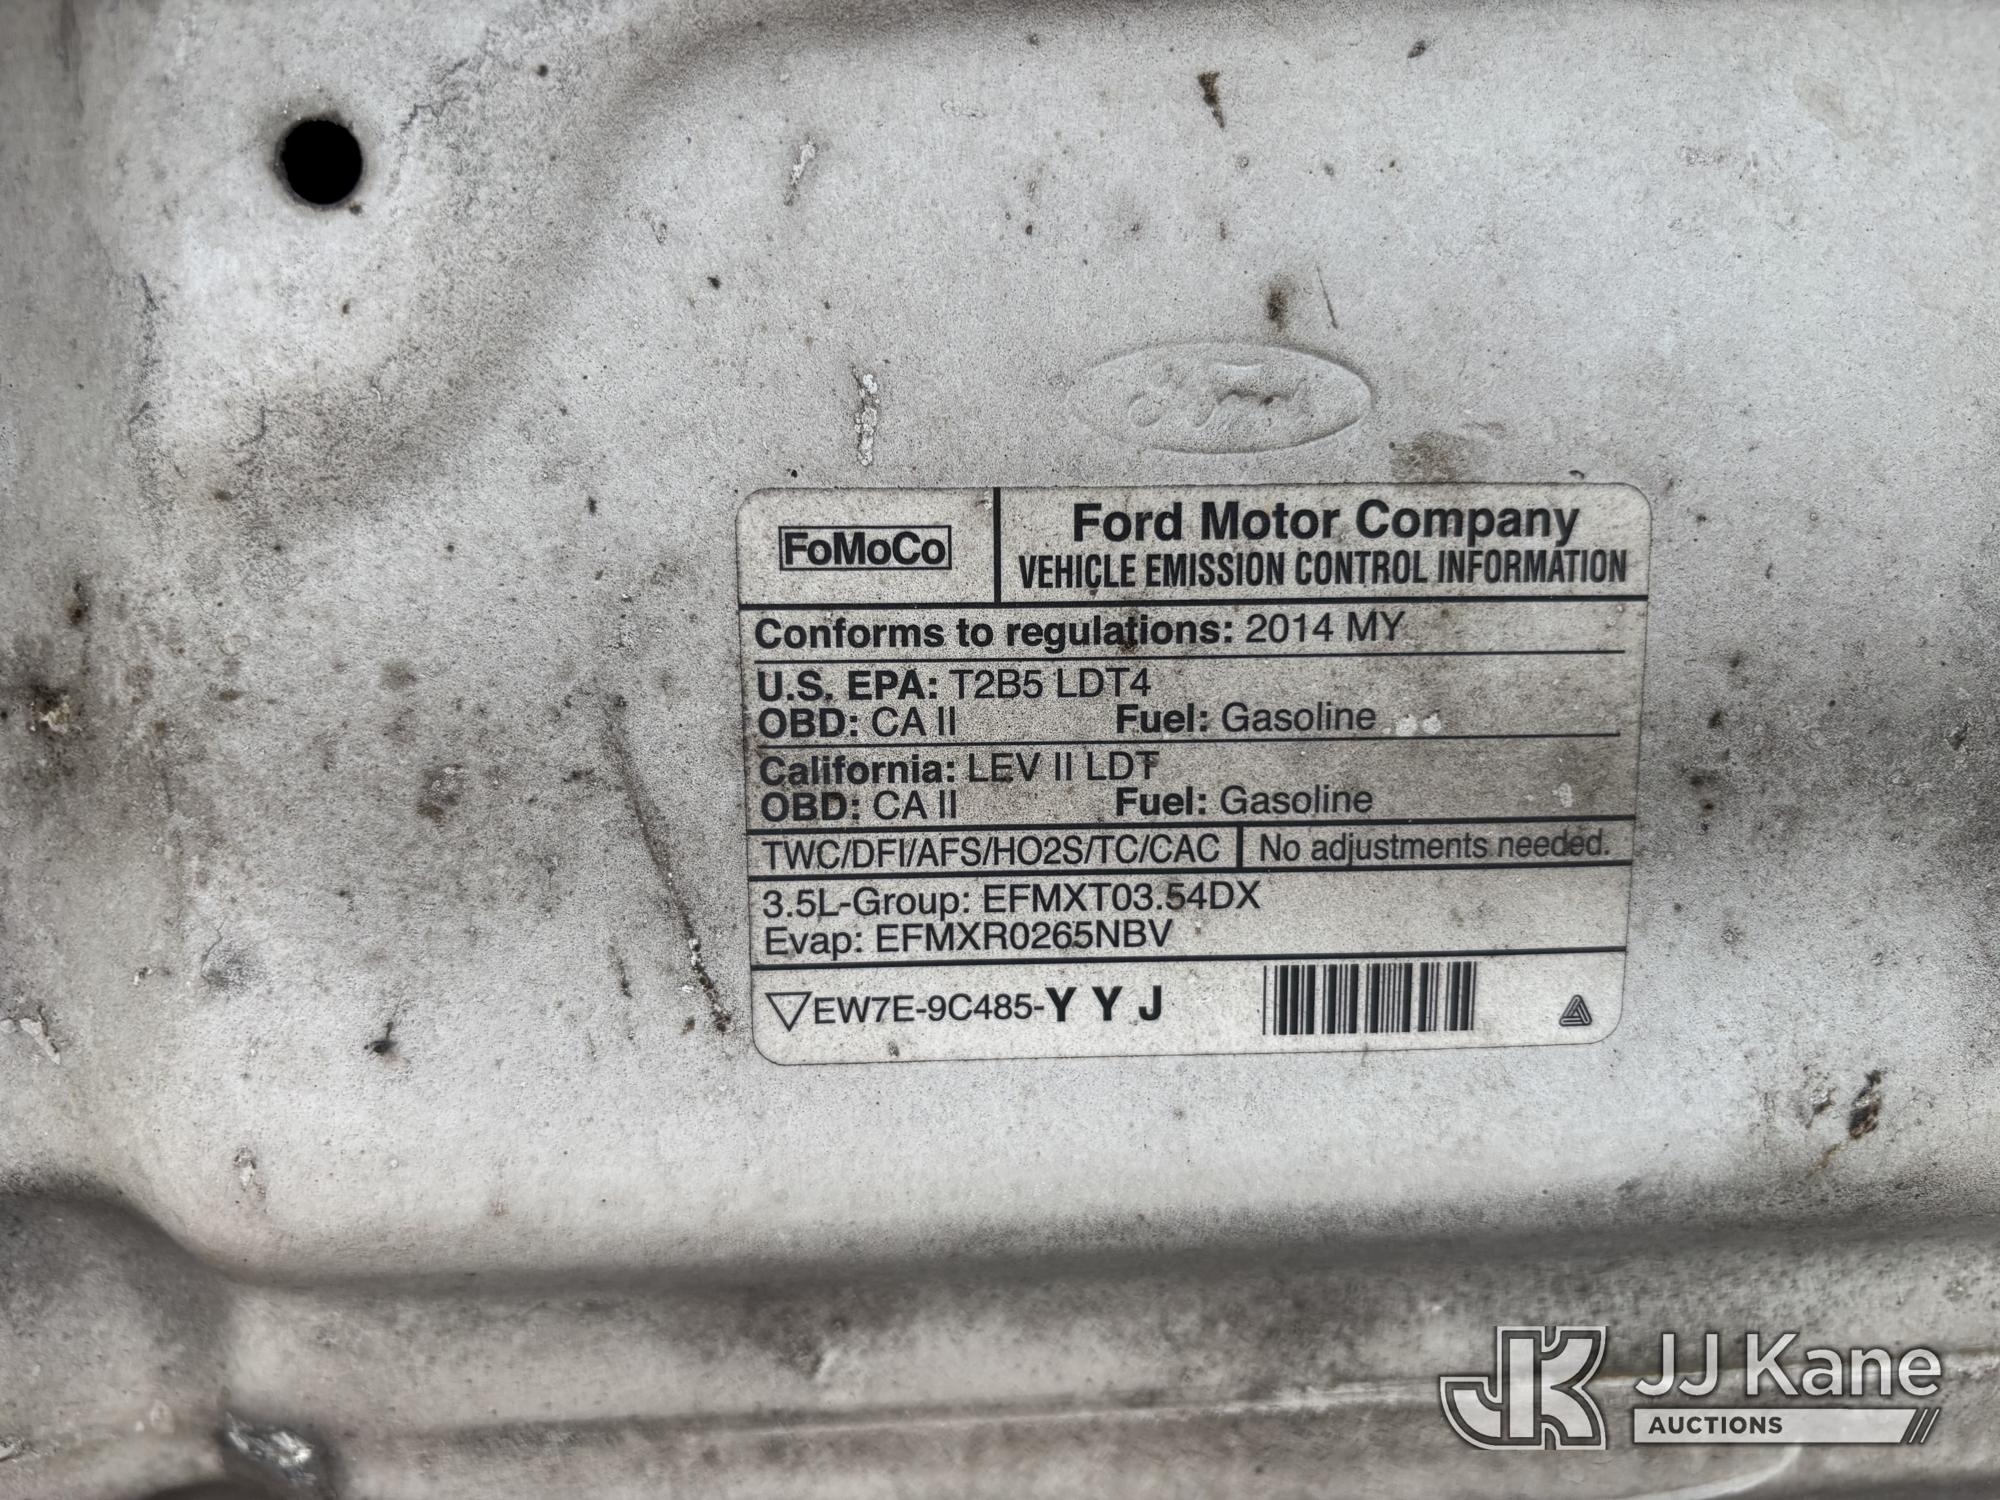 Ford
FoMoCo
Ford Motor Company
VEHICLE EMISSION CONTROL INFORMATION
Conforms to regulations: 2014 MY
U.S. EPA: T2B5 LDT4
OBD: CA II Fuel: Gasoline
California: LEV II LDT
OBD: CA II Fuel: Gasoline
TWC/DFI/AFS/HO2S/TC/CAC No adjustments needed.
3.5L-Group: EFMXT03.54DX
Evap: EFMXR0265NBV
EW7E-9C485-Y Y J
JK JJ Kane
AUCTIONS